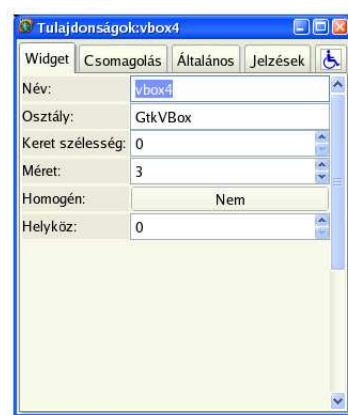 Tulajdonságok:vbox4
Widget Csomagolás Általános Jelzések
Név: vbox4
Osztály: GtkVBox
Keret szélesség: 0
Méret: 3
Homogén: Nem
Helyköz: 0